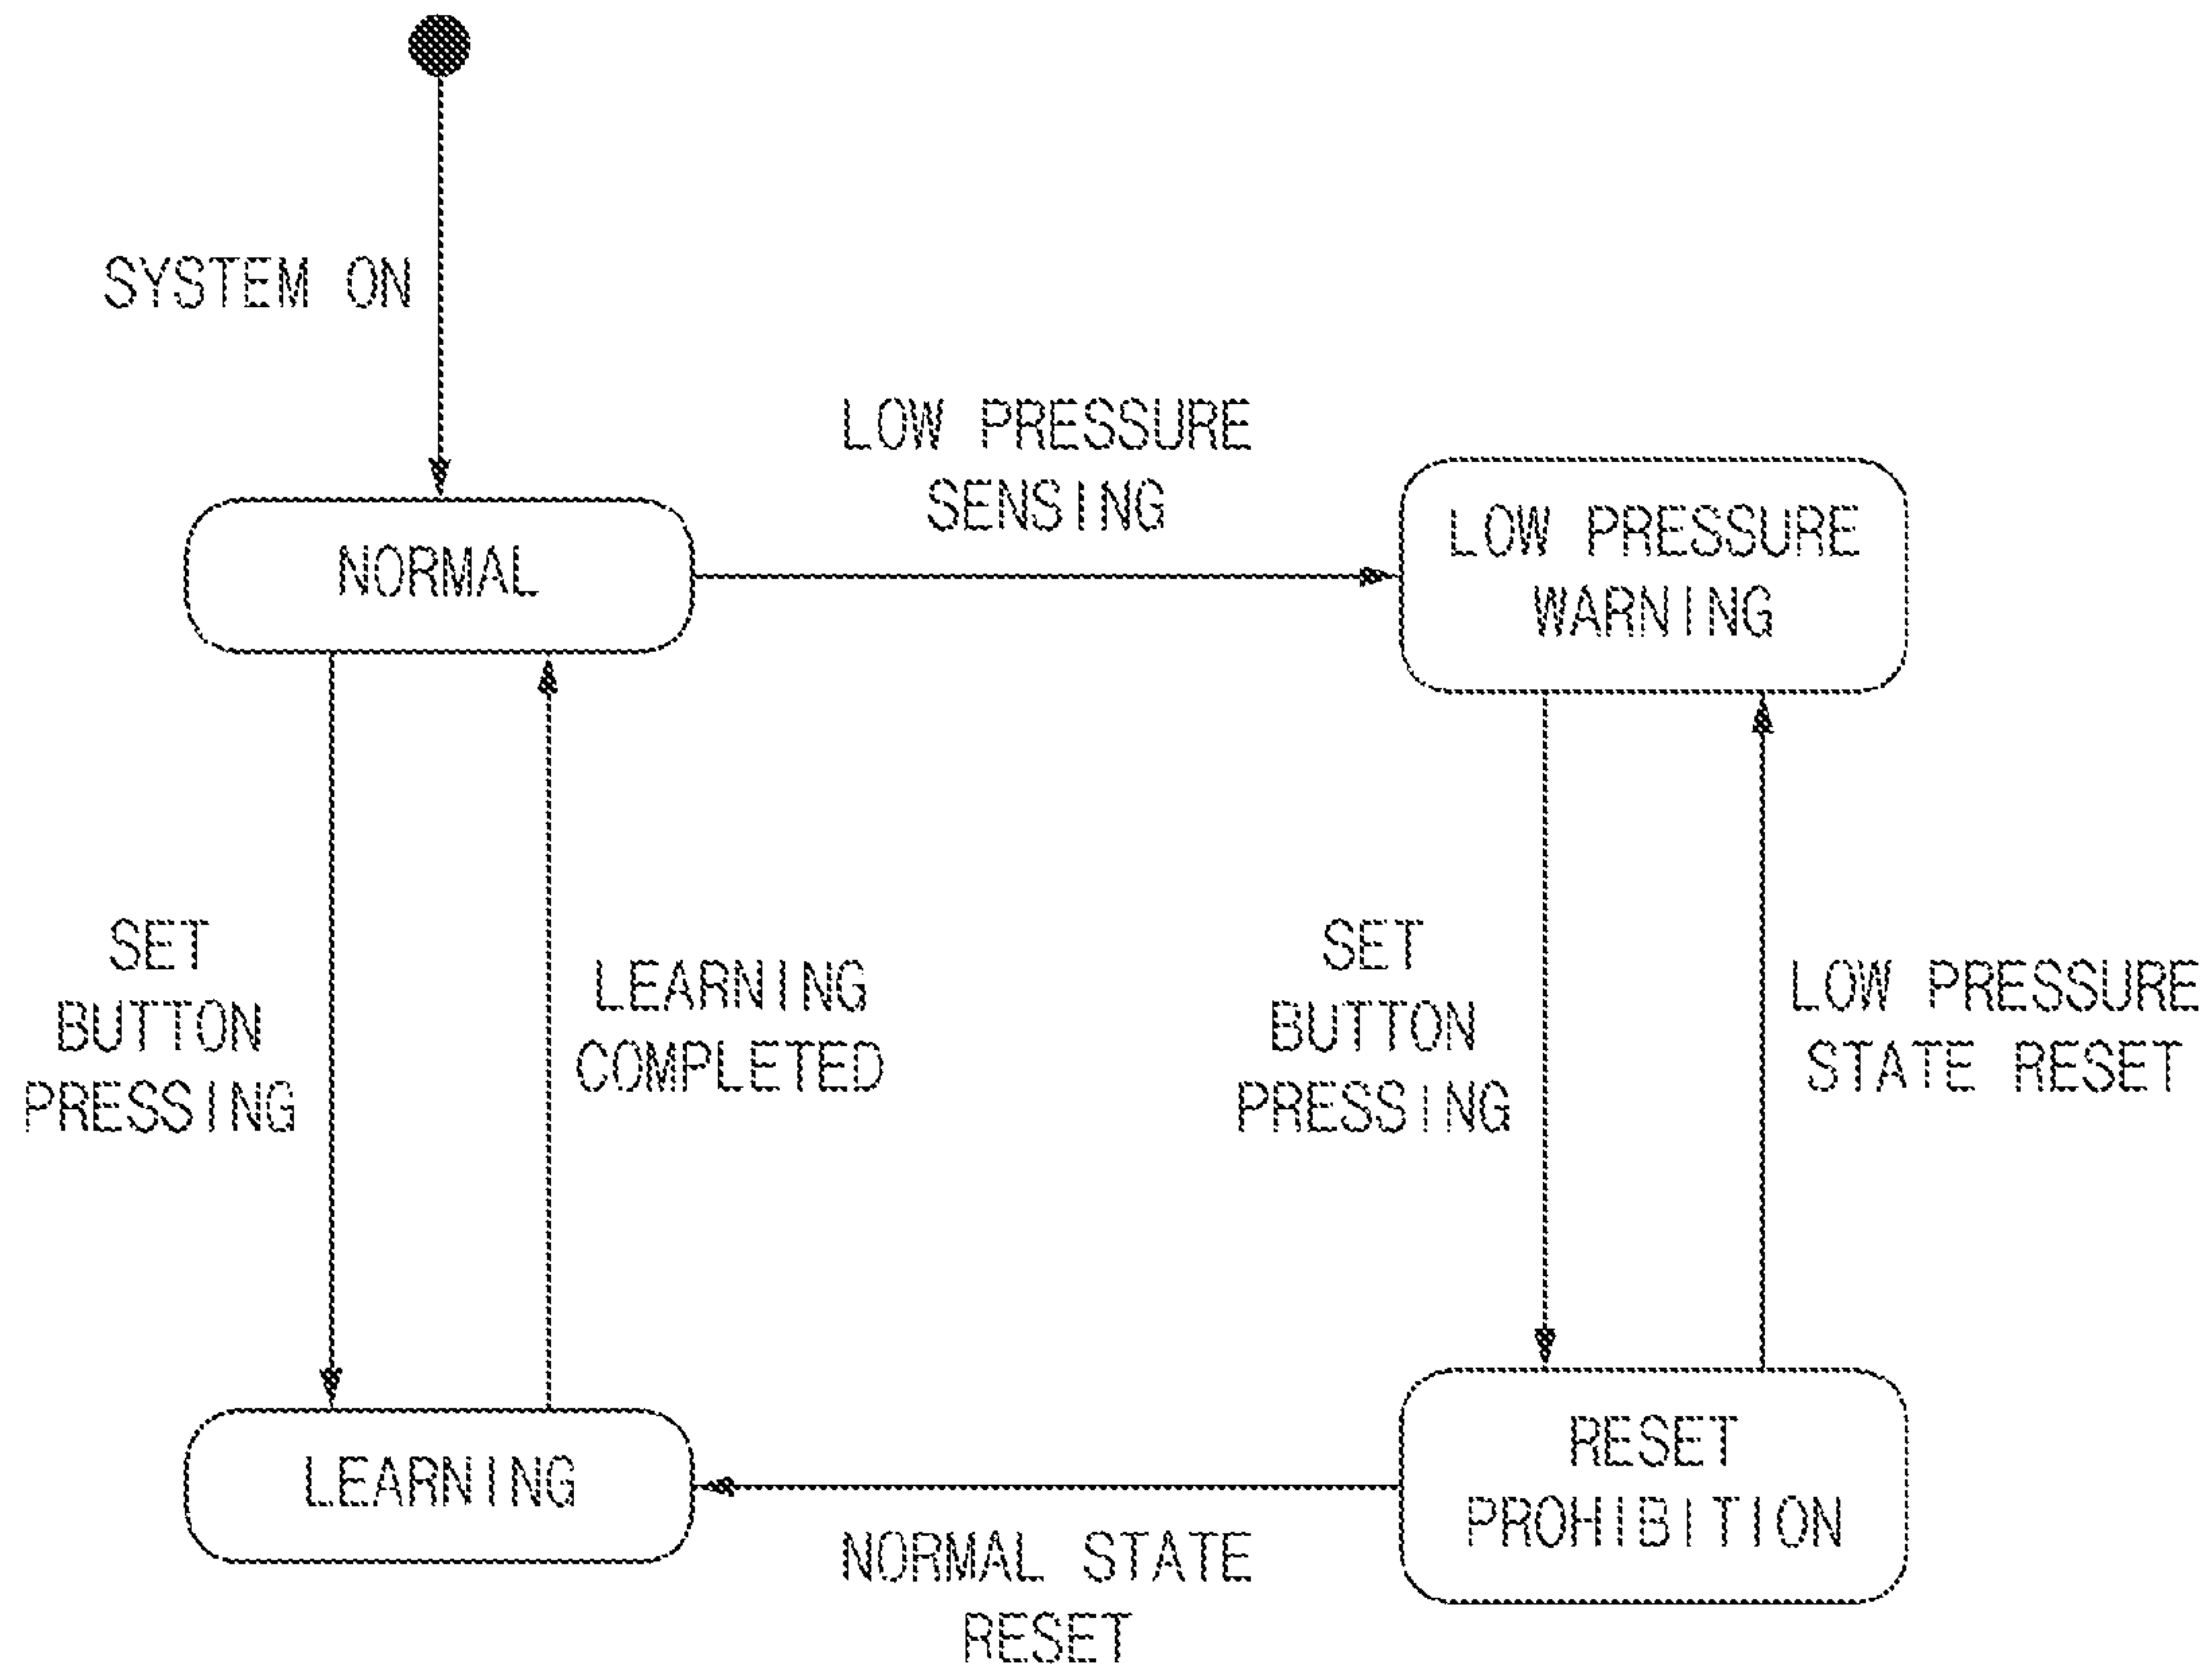 SYSTEM ON
LOW PRESSURE
SENSING
NORMAL
LOW PRESSURE
WARNING
SET
BUTTON
PRESSING
LEARNING
COMPLETED
SET
BUTTON
PRESSING
LOW PRESSURE
STATE RESET
LEARNING
RESET
PROHIBITION
NORMAL STATE
RESET